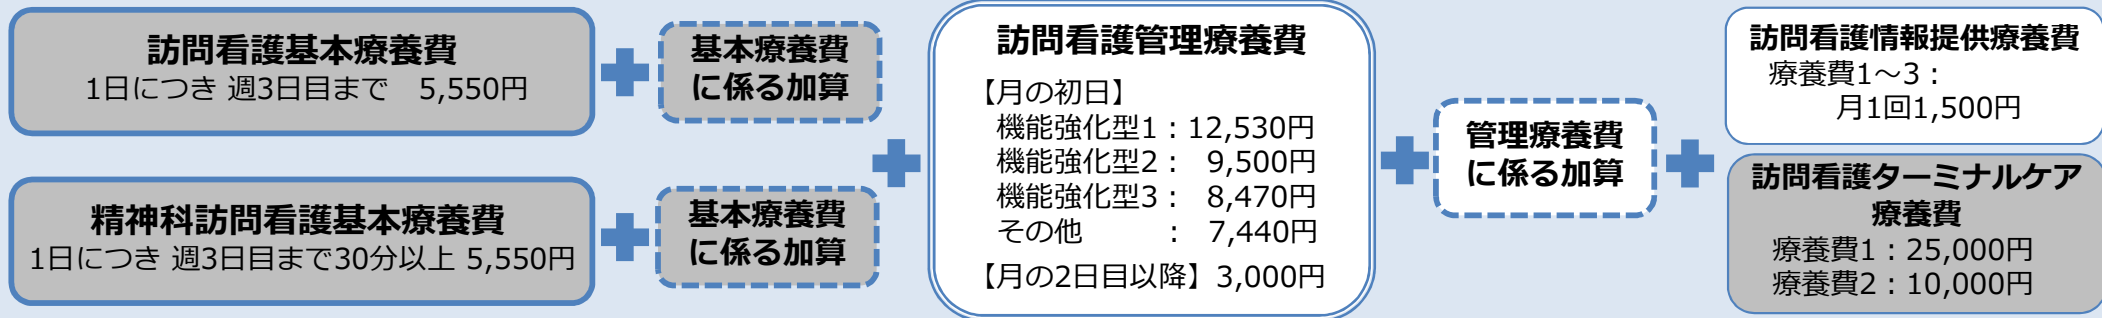 訪問看護基本療養費
1日につき 週3日目まで　5,550円
基本療養費
に係る加算
精神科訪問看護基本療養費
1日につき 週3日目まで30分以上 5,550円
基本療養費
に係る加算
訪問看護管理療養費
【月の初日】
機能強化型1：12,530円
機能強化型2： 9,500円
機能強化型3： 8,470円
その他　　 ： 7,440円
【月の2日目以降】3,000円
管理療養費
に係る加算
訪問看護情報提供療養費
療養費1～3：
月1回1,500円
訪問看護ターミナルケア
療養費
療養費1：25,000円
療養費2：10,000円